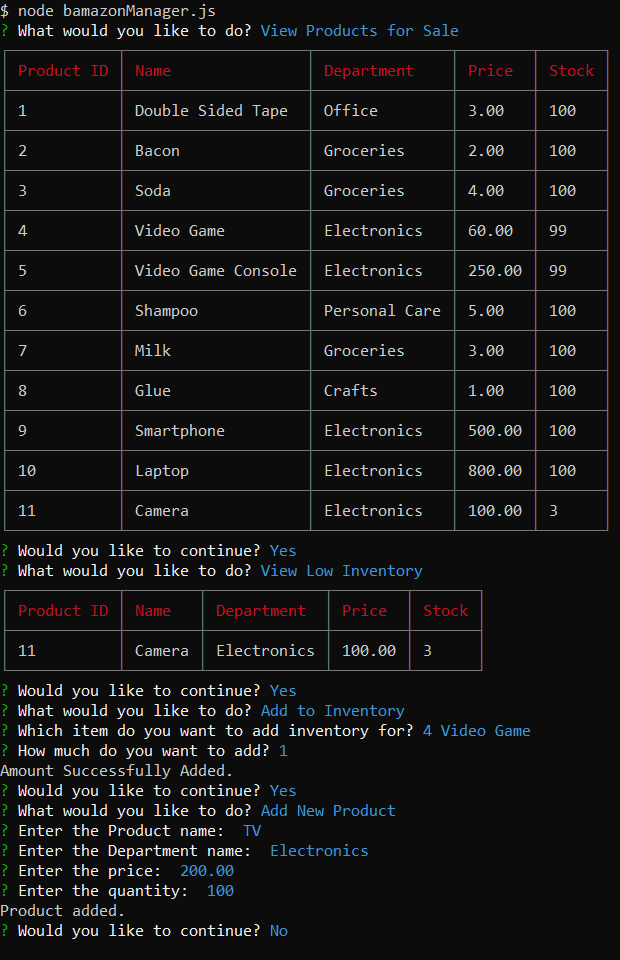 $ node bamazonManager.js
? What would you like to do? View Products for Sale
Product ID Name Department Price Stock
1 Double Sided Tape Office 3.00 100
2 Bacon Groceries 2.00 100
3 Soda Groceries 4.00 100
4 Video Game Electronics 60.00 99
5 Video Game Console Electronics 250.00 99
6 Shampoo Personal Care 5.00 100
7 Milk Groceries 3.00 100
8 Glue Crafts 1.00 100
9 Smartphone Electronics 500.00 100
10 Laptop Electronics 800.00 100
11 Camera Electronics 100.00 3
? Would you like to continue? Yes
? What would you like to do? View Low Inventory
Product ID Name Department Price Stock
11 Camera Electronics 100.00 3
? Would you like to continue? Yes
? What would you like to do? Add to Inventory
? Which item do you want to add inventory for? 4 Video Game
? How much do you want to add? 1
Amount Successfully Added.
? Would you like to continue? Yes
? What would you like to do? Add New Product
? Enter the Product name: TV
? Enter the Department name: Electronics
? Enter the price: 200.00
? Enter the quantity: 100
Product added.
? Would you like to continue? No